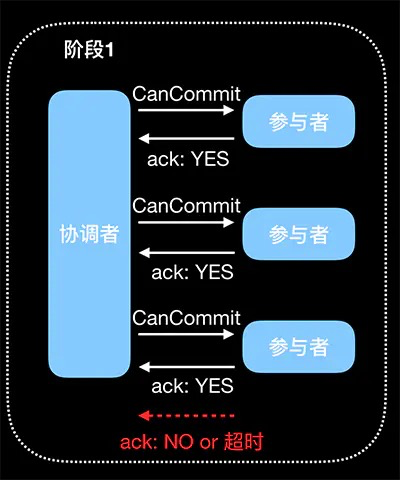 阶段1
CanCommit
参与者
ack: YES
协调者
CanCommit
参与者
ack: YES
CanCommit
参与者
ack: YES
ack: NO or 超时